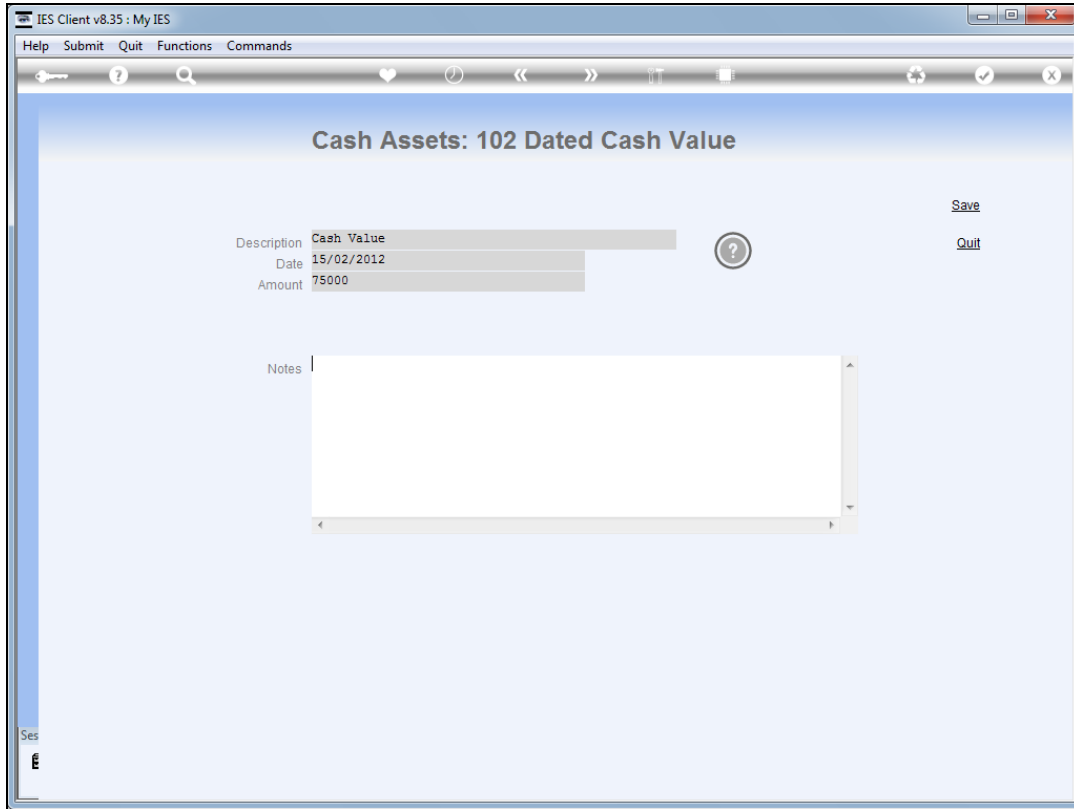 IES Client v8.35 : My IES
Help Submit Quit Functions Commands
Cash Assets: 102 Dated Cash Value
Save
Description Cash Value
Quit
Date 15/02/2012
Amount 75000
Notes
Ses